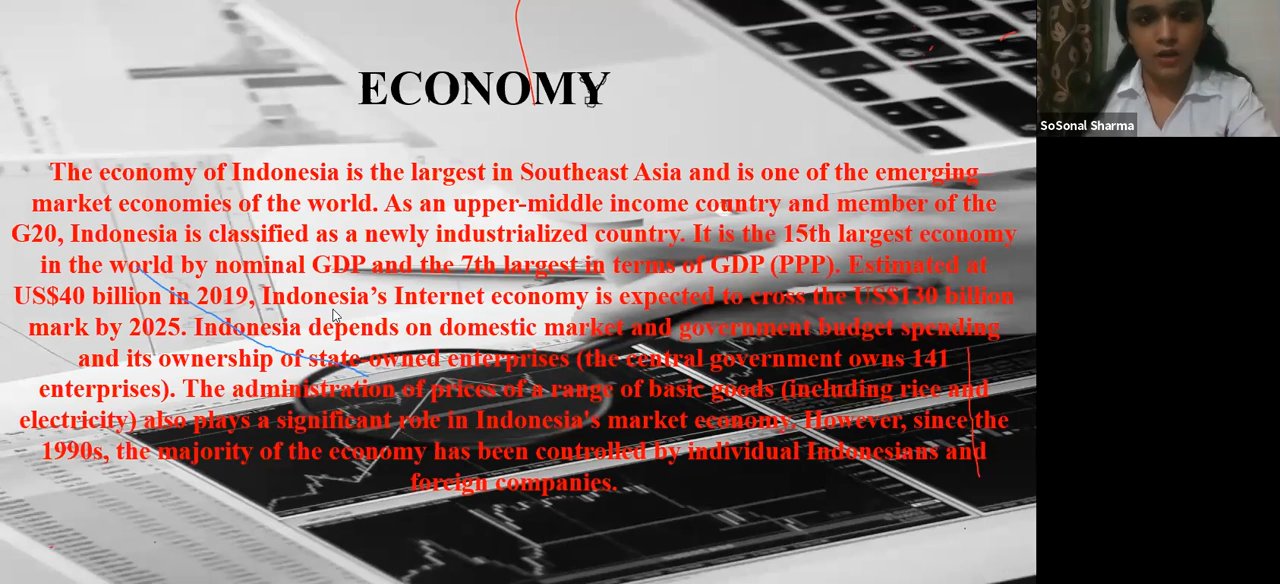 ECONOMY
SoSonal Sharma
The economy of Indonesia is the largest in Southeast Asia and is one of the emerging
market economies of the world. As an upper-middle income country and member of the
G20, Indonesia is classified as a newly industrialized country. It is the 15th largest economy
in the world by nominal GDP and the 7th largest in terms of GDP (PPP). Estimated at
US$40 billion in 2019, Indonesia’s Internet economy is expected to cross the US$130 billion
mark by 2025. Indonesia depends on domestic market and government budget spending
and its ownership of state-owned enterprises (the central government owns 141
enterprises). The administration of prices of a range of basic goods (including rice and
electricity) also plays a significant role in Indonesia's market economy. However, since the
1990s, the majority of the economy has been controlled by individual Indonesians and
foreign companies.